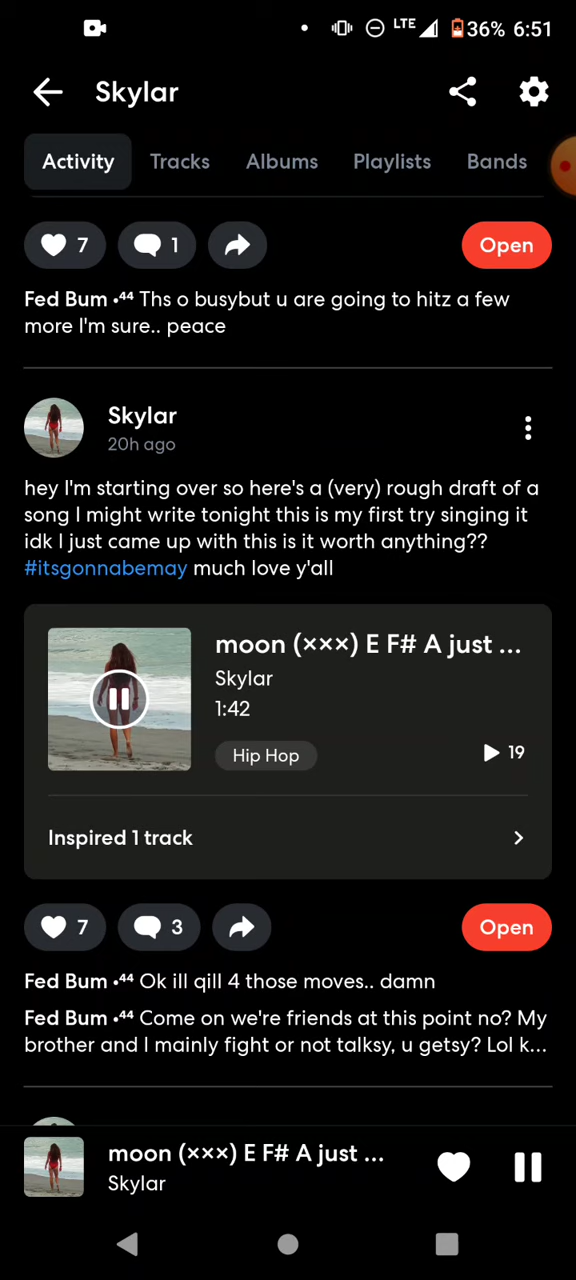 LTE 36% 6:51
Skylar
Activity Tracks Albums Playlists Bands
7 1 Open
Fed Bum •⁴⁴ Ths o busybut u are going to hitz a few
more I'm sure.. peace
Skylar
20h ago
hey I'm starting over so here's a (very) rough draft of a
song I might write tonight this is my first try singing it
idk I just came up with this is it worth anything??
#itsgonnabemay much love y'all
moon (×××) E F# A just ...
Skylar
1:42
Hip Hop 19
Inspired 1 track
7 3 Open
Fed Bum •⁴⁴ Ok ill qill 4 those moves.. damn
Fed Bum •⁴⁴ Come on we're friends at this point no? My
brother and I mainly fight or not talksy, u getsy? Lol k...
moon (×××) E F# A just ...
Skylar